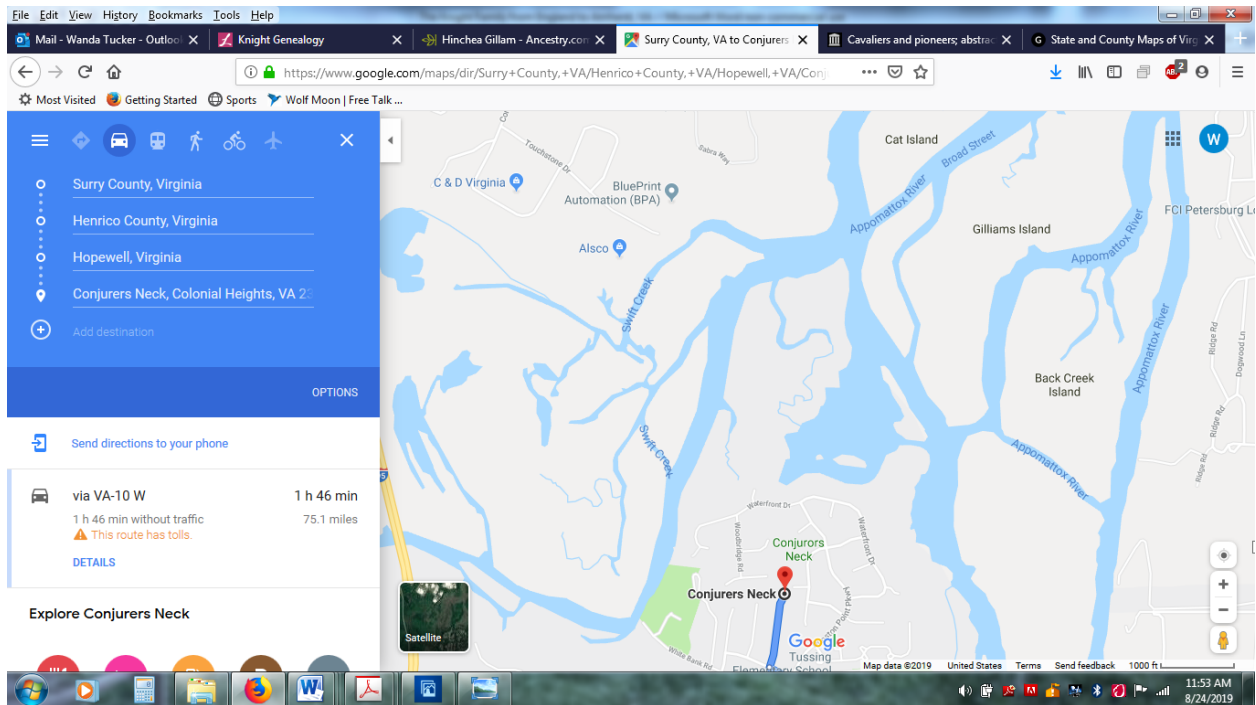 File Edit View History Bookmarks Tools Help
Mail - Wanda Tucker - Outlool
Knight Genealogy
Hinchea Gillam - Ancestry.con
Surry County, VA to Conjurers
Cavaliers and pioneers; abstrac
State and County Maps of Virg
https://www.google.com/maps/dir/Surry+County,+VA/Henrico+County,+VA/Hopewell,+VA/Conj
2
Most Visited Getting Started Sports Wolf Moon | Free Talk ...
W
Surry County, Virginia
Henrico County, Virginia
Hopewell, Virginia
Conjurers Neck, Colonial Heights, VA 23
Add destination
OPTIONS
Send directions to your phone
via VA-10 W 1 h 46 min
1 h 46 min without traffic 75.1 miles
This route has tolls.
DETAILS
Explore Conjurers Neck
Touchstone Dr
Sabra Way
C & D Virginia
BluePrint
Automation (BPA)
Alsco
Swift Creek
Swift Creek
Cat Island
Broad Street
Appomattox River
Gilliams Island
FCI Petersburg L
Appomattox River
Appomattox River
Back Creek
Island
Appomattox River
Ridge Rd
Dogwood Ln
Ridge Rd
Ridge Rd
Waterfront Dr
Waterfront Dr
Woodbridge Rd
Conjurors
Neck
Conjurers Neck
White Bank Rd
Google
Tussing
Elementary School
Satellite
Map data ©2019 United States Terms Send feedback 1000 ft
11:53 AM
8/24/2019